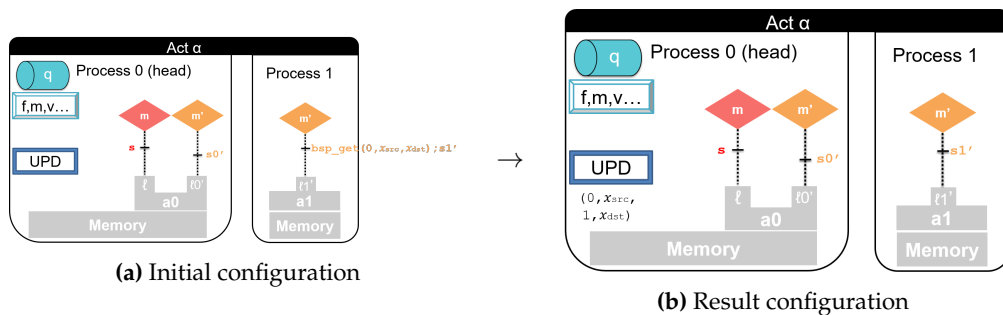 Act α
q
Process 0 (head)
Process 1
f,m,v...
m
m'
m'
UPD
s
s0'
bsp_get(0,xsrc,xdst);s1'
ℓ
ℓ0'
ℓ1'
a0
a1
Memory
Memory
(a) Initial configuration
→
Act α
q
Process 0 (head)
Process 1
f,m,v...
m
m'
m'
UPD
s
s0'
s1'
(0,xsrc,
1,xdst)
ℓ
ℓ0'
ℓ1'
a0
a1
Memory
Memory
(b) Result configuration